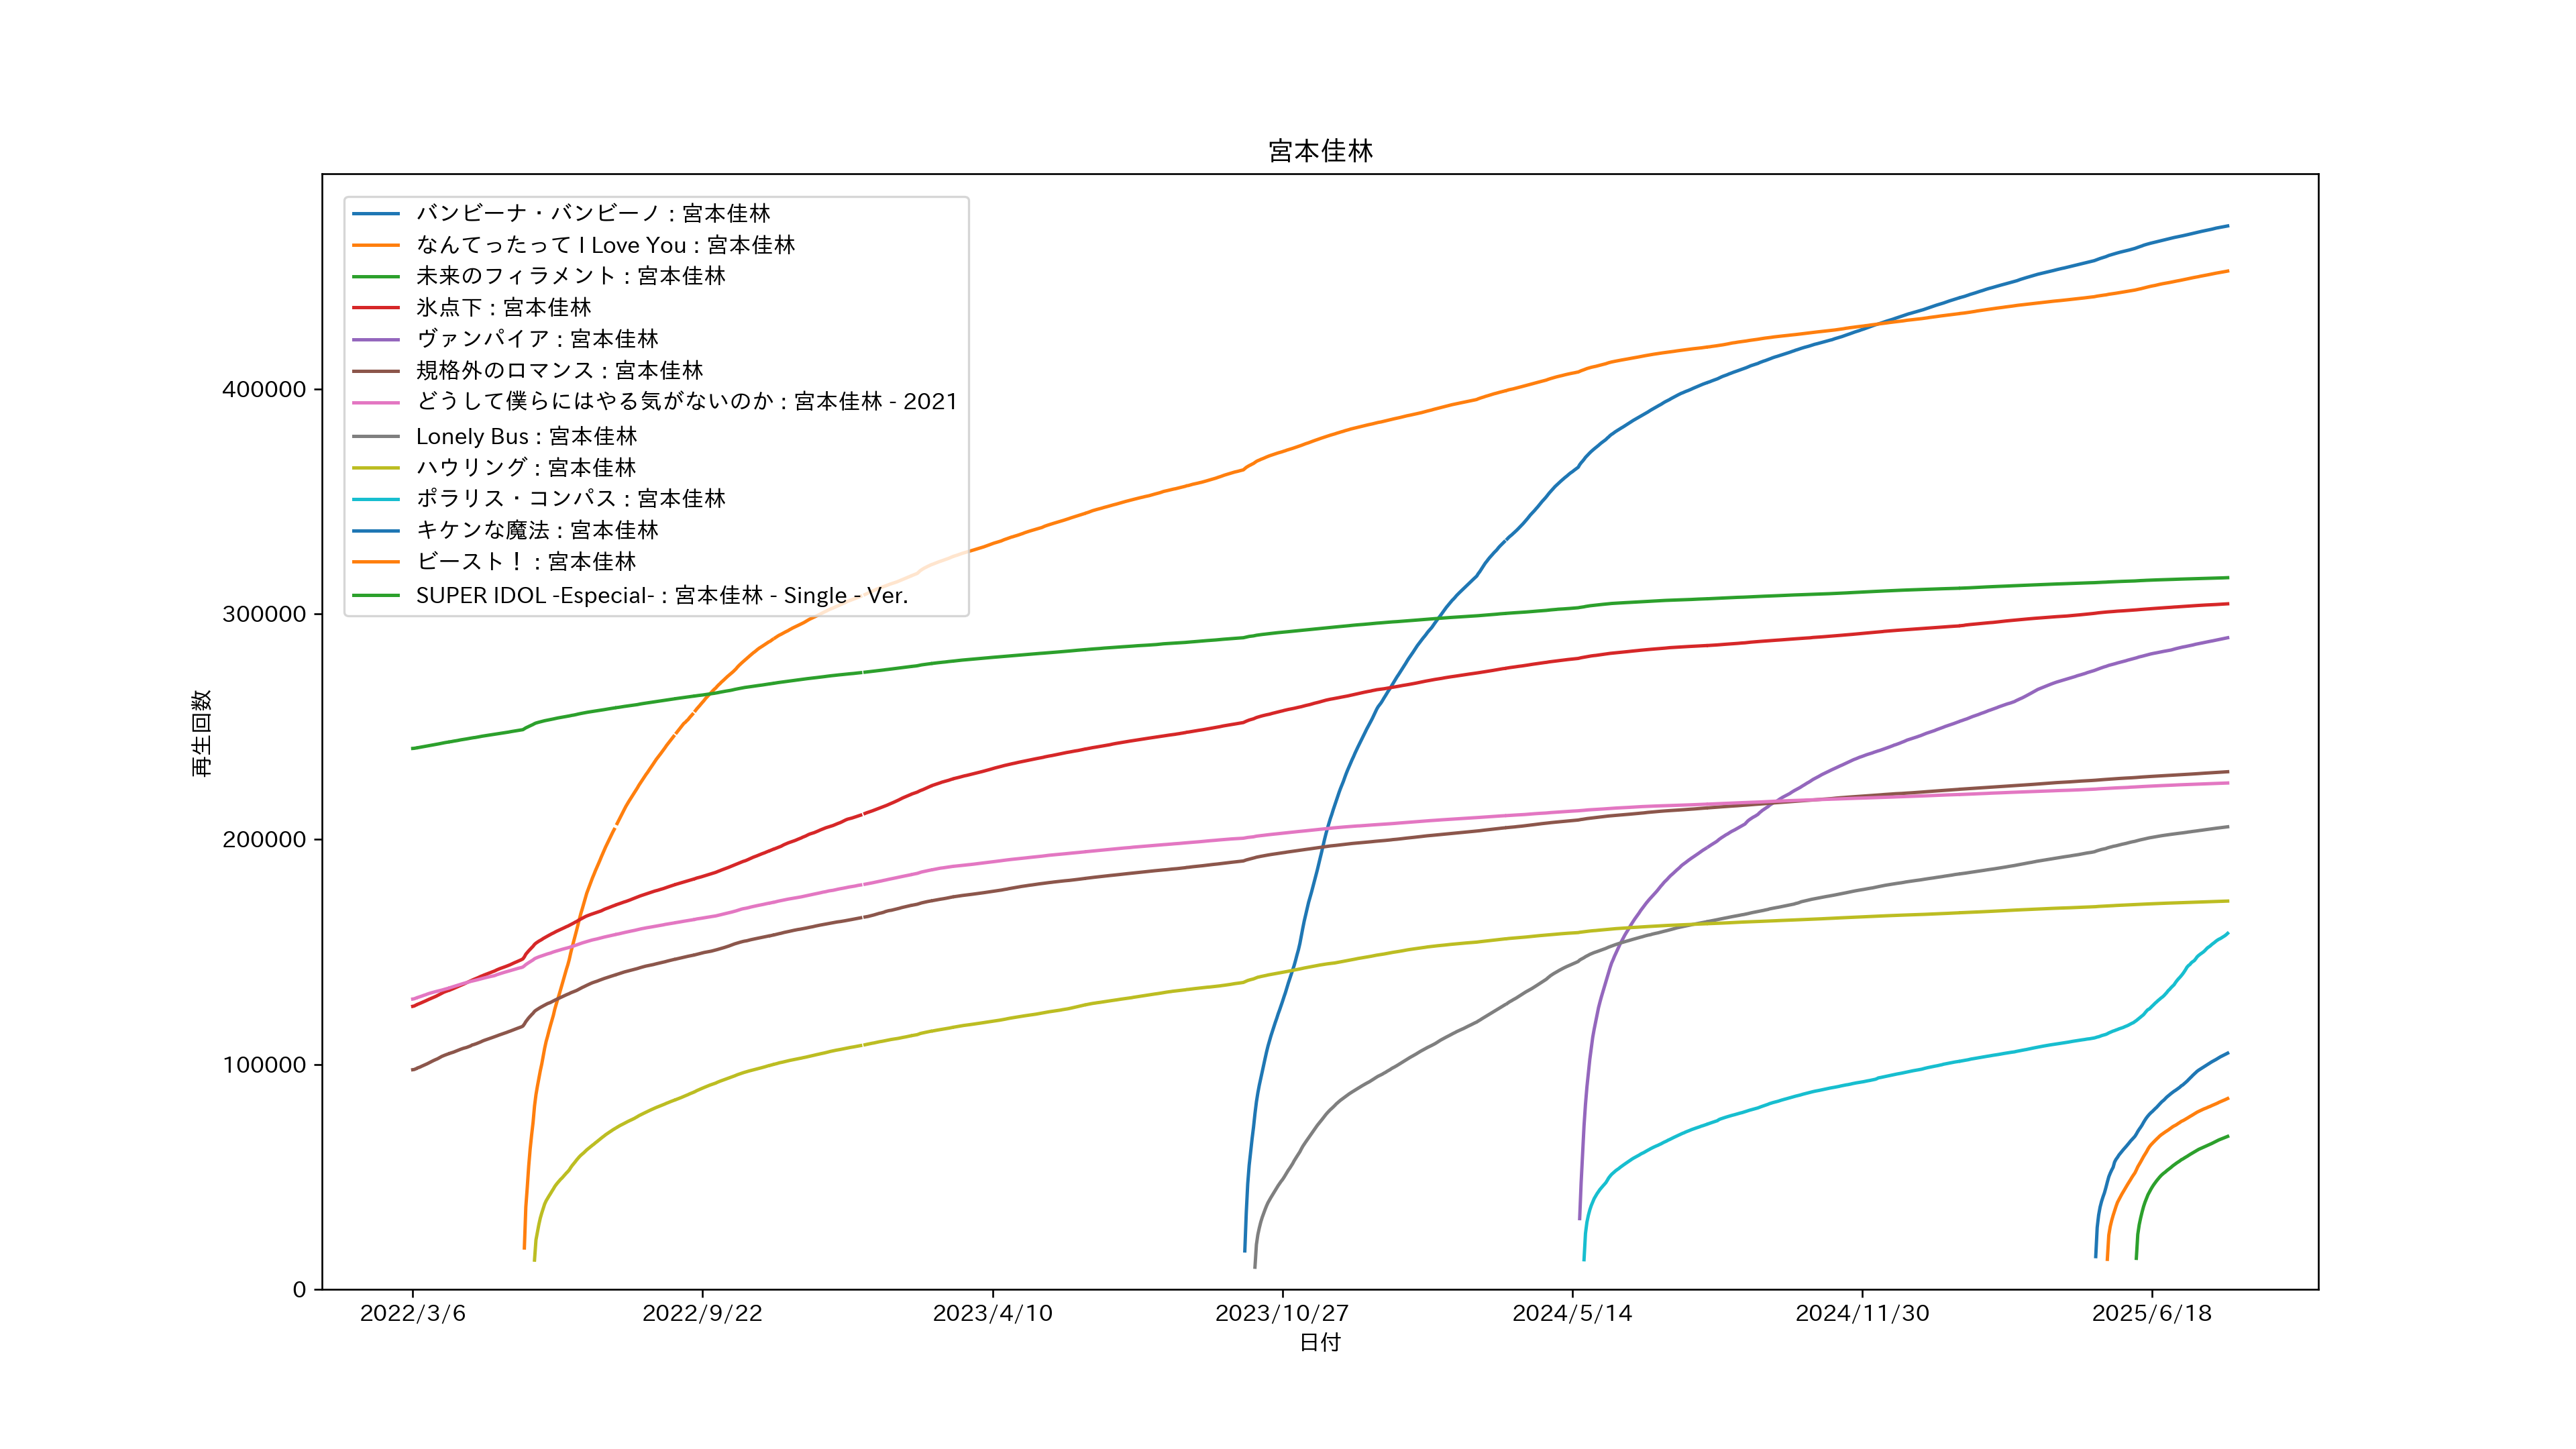 宮本佳林
バンビーナ・バンビーノ : 宮本佳林
なんてったって I Love You : 宮本佳林
未来のフィラメント : 宮本佳林
氷点下 : 宮本佳林
ヴァンパイア : 宮本佳林
規格外のロマンス : 宮本佳林
どうして僕らにはやる気がないのか : 宮本佳林 - 2021
Lonely Bus : 宮本佳林
ハウリング : 宮本佳林
ポラリス・コンパス : 宮本佳林
キケンな魔法 : 宮本佳林
ビースト！ : 宮本佳林
SUPER IDOL -Especial- : 宮本佳林 - Single - Ver.
400000
300000
200000
100000
0
再生回数
2022/3/6 2022/9/22 2023/4/10 2023/10/27 2024/5/14 2024/11/30 2025/6/18
日付